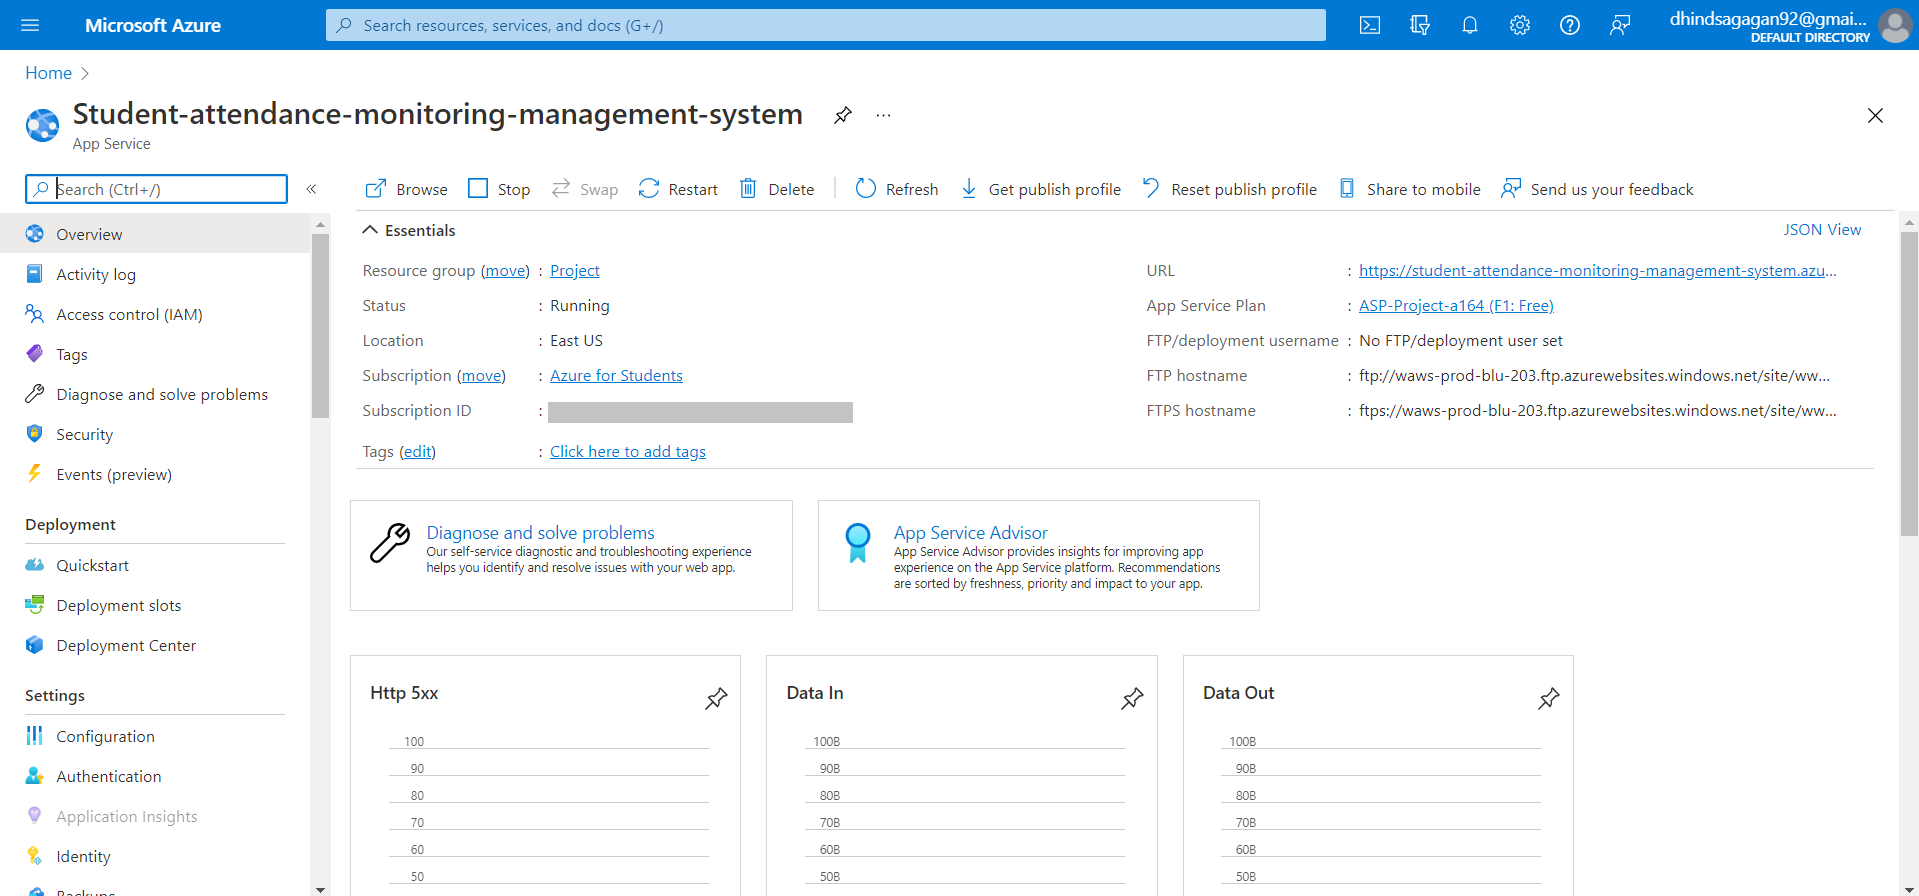 Microsoft Azure
Search resources, services, and docs (G+/)
dhindsagagan92@gmai...
DEFAULT DIRECTORY
Home
Student-attendance-monitoring-management-system
...
App Service
Search (Ctrl+/)
«
Browse
Stop
Swap
Restart
Delete
Refresh
Get publish profile
Reset publish profile
Share to mobile
Send us your feedback
Overview
Activity log
Access control (IAM)
Tags
Diagnose and solve problems
Security
Events (preview)
Deployment
Quickstart
Deployment slots
Deployment Center
Settings
Configuration
Authentication
Application Insights
Identity
Backups
Essentials
JSON View
Resource group (move) : Project
Status : Running
Location : East US
Subscription (move) : Azure for Students
Subscription ID :
Tags (edit) : Click here to add tags
URL : https://student-attendance-monitoring-management-system.azu...
App Service Plan : ASP-Project-a164 (F1: Free)
FTP/deployment username : No FTP/deployment user set
FTP hostname : ftp://waws-prod-blu-203.ftp.azurewebsites.windows.net/site/ww...
FTPS hostname : ftps://waws-prod-blu-203.ftp.azurewebsites.windows.net/site/ww...
Diagnose and solve problems
Our self-service diagnostic and troubleshooting experience
helps you identify and resolve issues with your web app.
App Service Advisor
App Service Advisor provides insights for improving app
experience on the App Service platform. Recommendations
are sorted by freshness, priority and impact to your app.
Http 5xx
100
90
80
70
60
50
Data In
100B
90B
80B
70B
60B
50B
Data Out
100B
90B
80B
70B
60B
50B